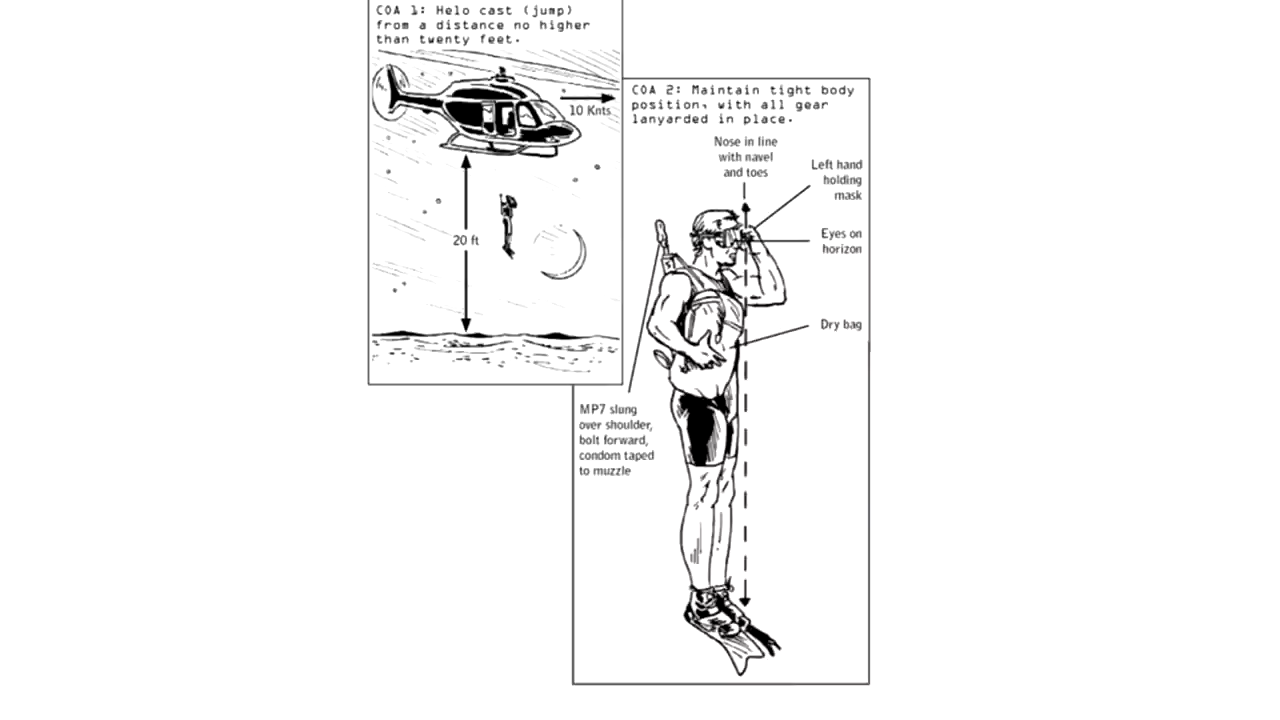 COA 1: Helo cast (jump)
from a distance no higher
than twenty feet.
10 Knts
20 ft
COA 2: Maintain tight body
position, with all gear
lanyarded in place.
Nose in line
with navel
and toes
Left hand
holding
mask
Eyes on
horizon
Dry bag
MP7 slung
over shoulder,
bolt forward,
condom taped
to muzzle